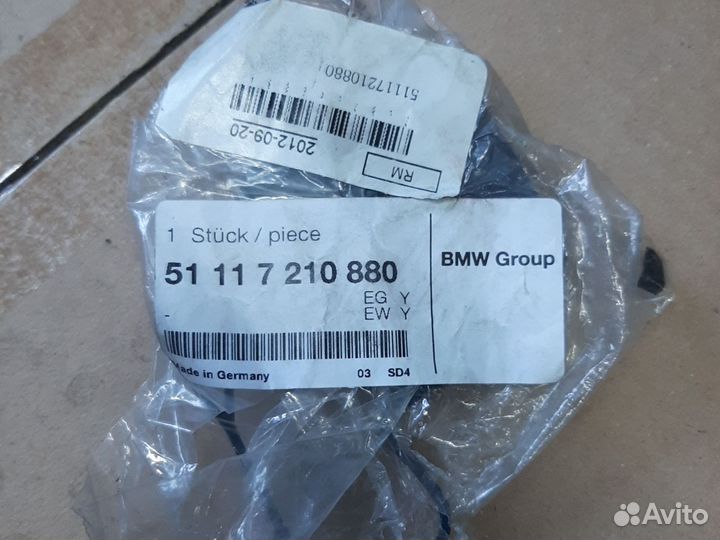 51117210880
2012-09-20
RM
1 Stück / piece
51 11 7 210 880
EG Y
- EW Y
Made in Germany 03 SD4
BMW Group
Avito